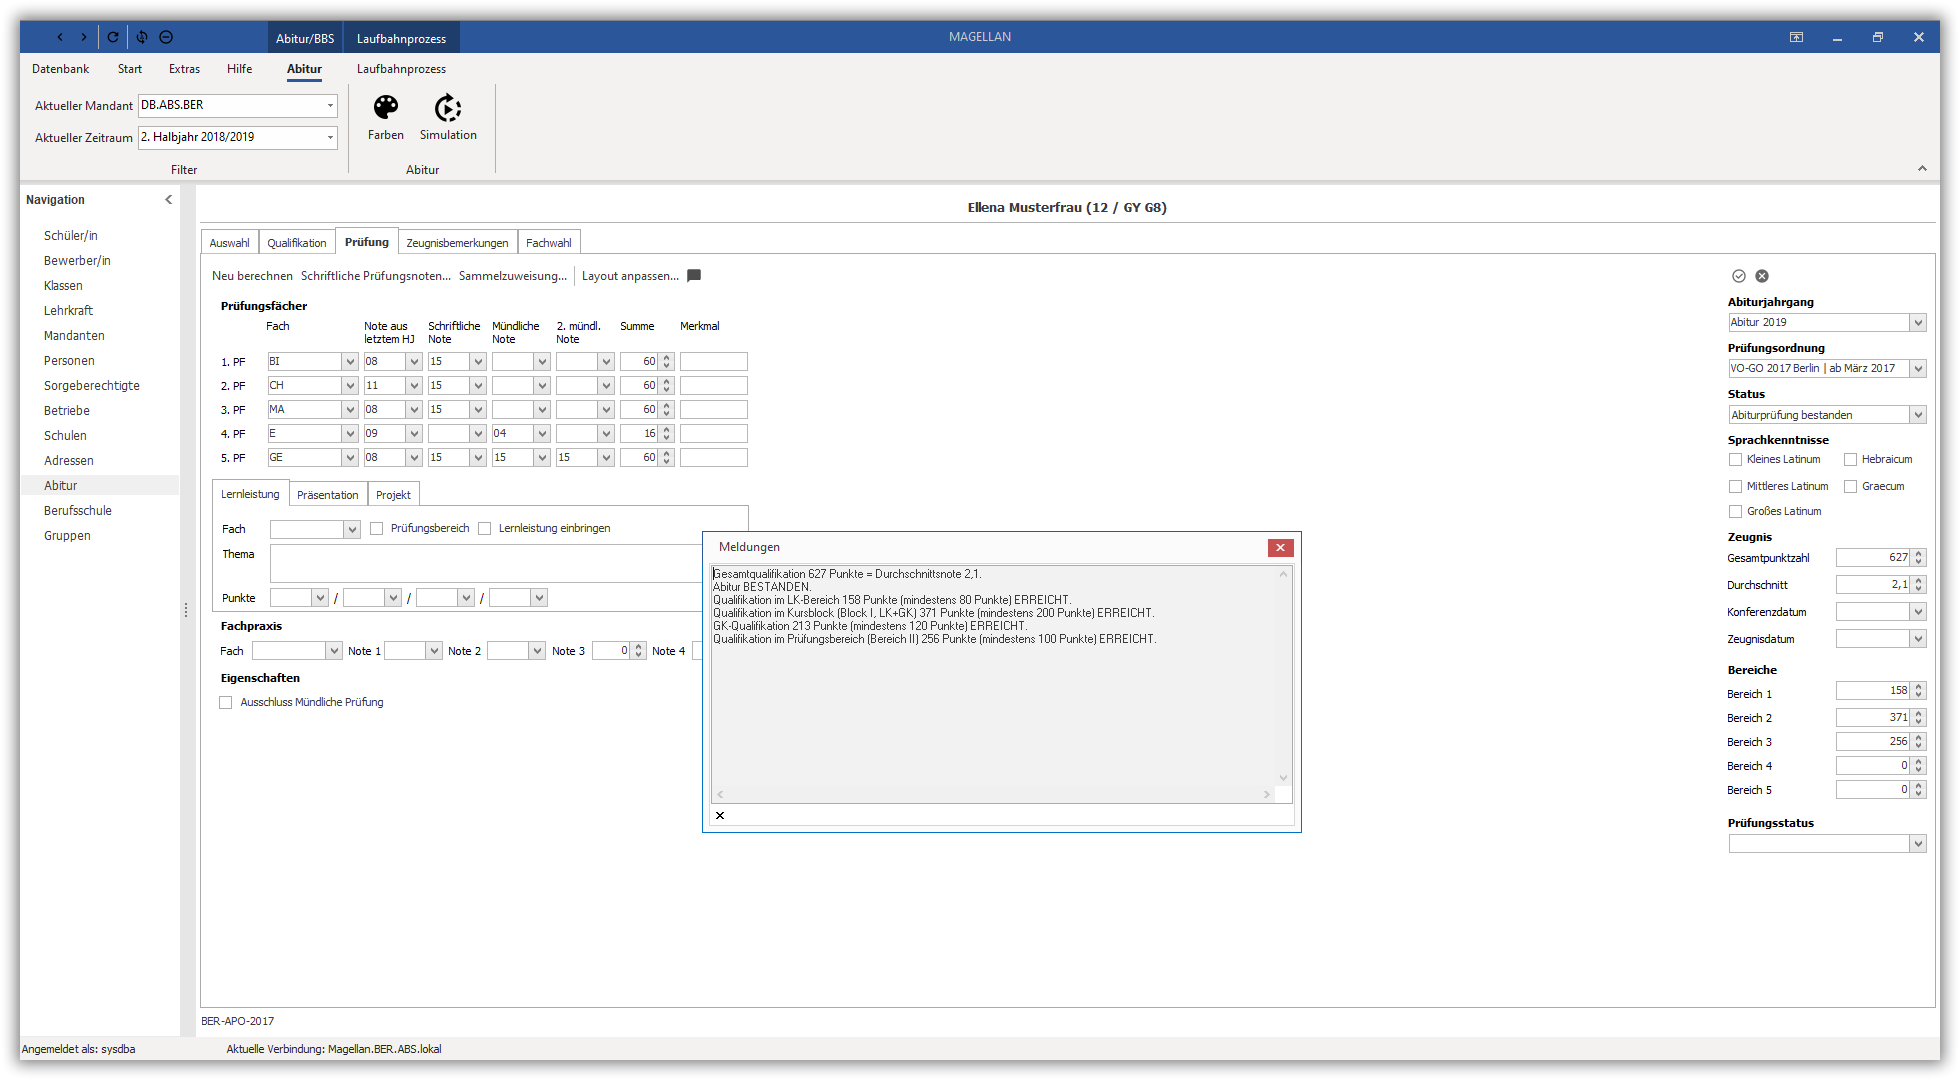 Abitur/BBS Laufbahnprozess MAGELLAN
Datenbank Start Extras Hilfe Abitur Laufbahnprozess
Aktueller Mandant DB.ABS.BER
Aktueller Zeitraum 2. Halbjahr 2018/2019
Farben Simulation
Filter Abitur
Navigation
Schüler/in
Bewerber/in
Klassen
Lehrkraft
Mandanten
Personen
Sorgeberechtigte
Betriebe
Schulen
Adressen
Abitur
Berufsschule
Gruppen
Ellena Musterfrau (12 / GY G8)
Auswahl Qualifikation Prüfung Zeugnisbemerkungen Fachwahl
Neu berechnen Schriftliche Prüfungsnoten... Sammelzuweisung... Layout anpassen...
Prüfungsfächer
Fach Note aus letztem HJ Schriftliche Note Mündliche Note 2. mündl. Note Summe Merkmal
1. PF BI 08 15 60
2. PF CH 11 15 60
3. PF MA 08 15 60
4. PF E 09 04 16
5. PF GE 08 15 15 15 60
Lernleistung Präsentation Projekt
Fach Prüfungsbereich Lernleistung einbringen
Thema
Punkte / / /
Fachpraxis
Fach Note 1 Note 2 Note 3 0 Note 4
Eigenschaften
Ausschluss Mündliche Prüfung
Meldungen
Gesamtqualifikation 627 Punkte = Durchschnittsnote 2,1.
Abitur BESTANDEN.
Qualifikation im LK-Bereich 158 Punkte (mindestens 80 Punkte) ERREICHT.
Qualifikation im Kursblock (Block I, LK+GK) 371 Punkte (mindestens 200 Punkte) ERREICHT.
GK-Qualifikation 213 Punkte (mindestens 120 Punkte) ERREICHT.
Qualifikation im Prüfungsbereich (Bereich II) 256 Punkte (mindestens 100 Punkte) ERREICHT.
Abiturjahrgang
Abitur 2019
Prüfungsordnung
VO-GO 2017 Berlin | ab März 2017
Status
Abiturprüfung bestanden
Sprachkenntnisse
Kleines Latinum Hebraicum
Mittleres Latinum Graecum
Großes Latinum
Zeugnis
Gesamtpunktzahl 627
Durchschnitt 2,1
Konferenzdatum
Zeugnisdatum
Bereiche
Bereich 1 158
Bereich 2 371
Bereich 3 256
Bereich 4 0
Bereich 5 0
Prüfungsstatus
BER-APO-2017
Angemeldet als: sysdba Aktuelle Verbindung: Magellan.BER.ABS.lokal